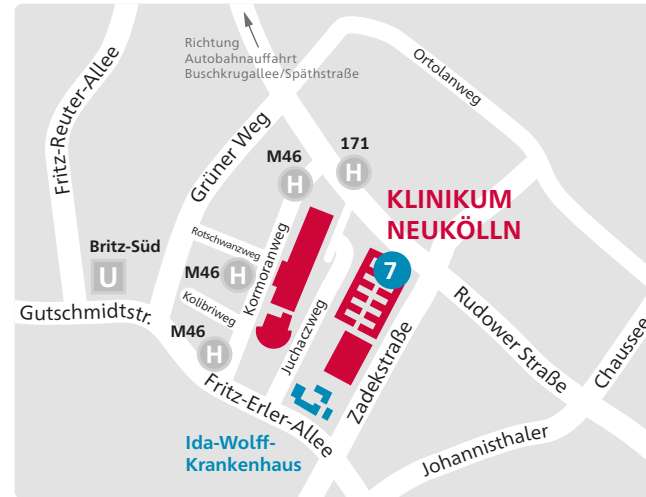 Richtung
Autobahnauffahrt
Buschkrugallee/Späthstraße
Ortolanweg
Fritz-Reuter-Allee
Grüner Weg
171
M46
H
H
KLINIKUM
NEUKÖLLN
Rotschwanzweg
Britz-Süd
U
M46
H
7
Kormoranweg
Kolibriweg
Gutschmidtstr.
M46
H
Juchaczweg
Zadekstraße
Rudower Straße
Chaussee
Fritz-Erler-Allee
Ida-Wolff-
Krankenhaus
Johannisthaler